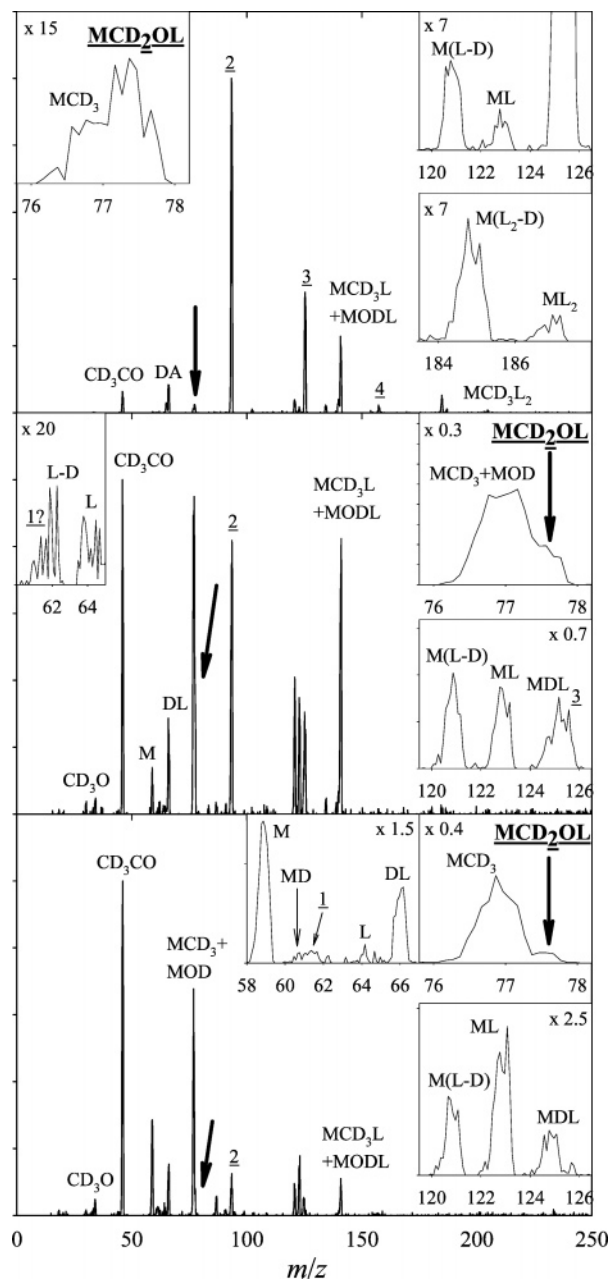 x 15
MCD2OL
MCD3
76 77 78
2
x 7
M(L-D)
ML
120 122 124 126
x 7
M(L2-D)
ML2
184 186
3
MCD3L
+MODL
CD3CO
DA
4
MCD3L2
x 20
L-D
1?
L
62 64
CD3CO
2
MCD3L
+MODL
x 0.3
MCD2OL
MCD3+MOD
76 77 78
x 0.7
M(L-D)
ML
MDL
3
120 122 124 126
DL
M
CD3O
CD3CO
M
x 1.5
MD
1
L
DL
58 60 62 64 66
x 0.4
MCD2OL
MCD3
76 77 78
MCD3+
MOD
x 2.5
ML
M(L-D)
MDL
120 122 124 126
CD3O
2
MCD3L
+MODL
0 50 100 150 200 250
m/z